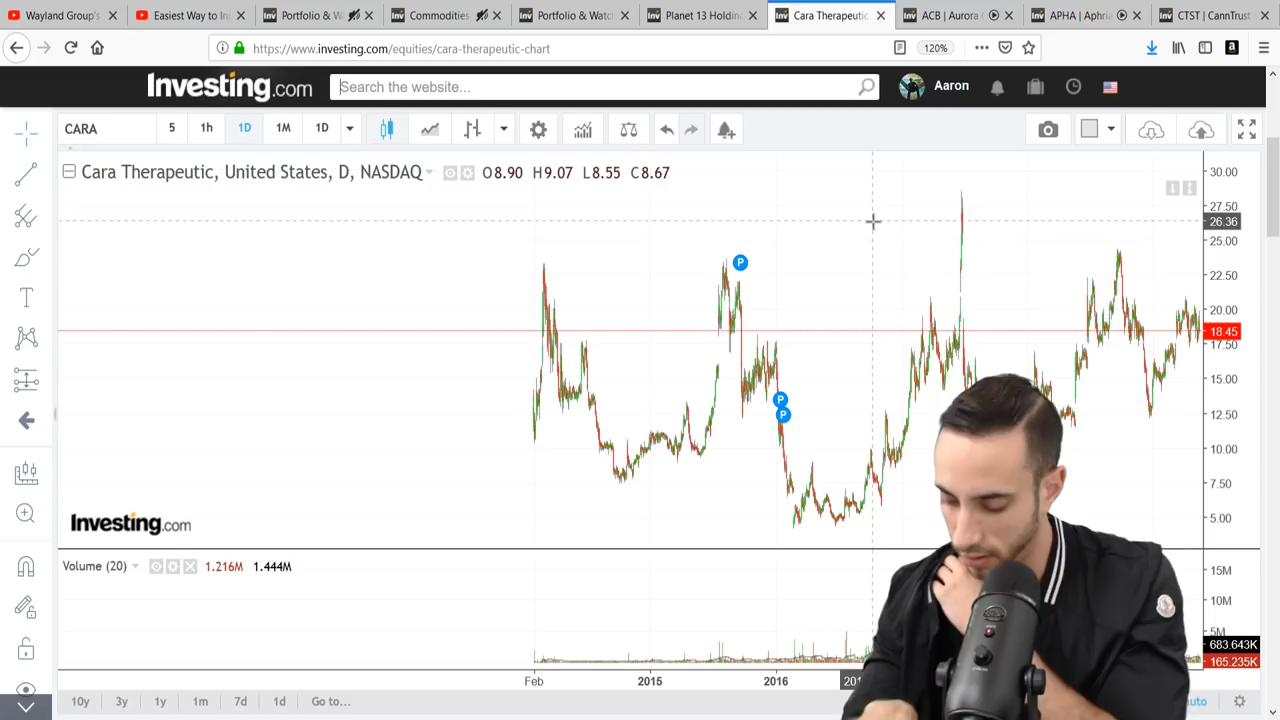 Wayland Group's
Easiest Way to In
Portfolio & W
Commodities
Portfolio & Watc
Planet 13 Holdin
Cara Therapeutic
ACB | Aurora
APHA | Aphri
CTST | CannTrust
https://www.investing.com/equities/cara-therapeutic-chart
120%
Investing.com
Search the website...
Aaron
CARA
5
1h
1D
1M
1D
Cara Therapeutic, United States, D, NASDAQ
O8.90 H9.07 L8.55 C8.67
30.00
27.50
26.36
25.00
22.50
20.00
18.45
17.50
15.00
12.50
10.00
7.50
5.00
P
P
P
Investing.com
Volume (20)
1.216M 1.444M
15M
10M
5M
683.643K
165.235K
Feb
2015
2016
201
10y
3y
1y
1m
7d
1d
Go to...
uto